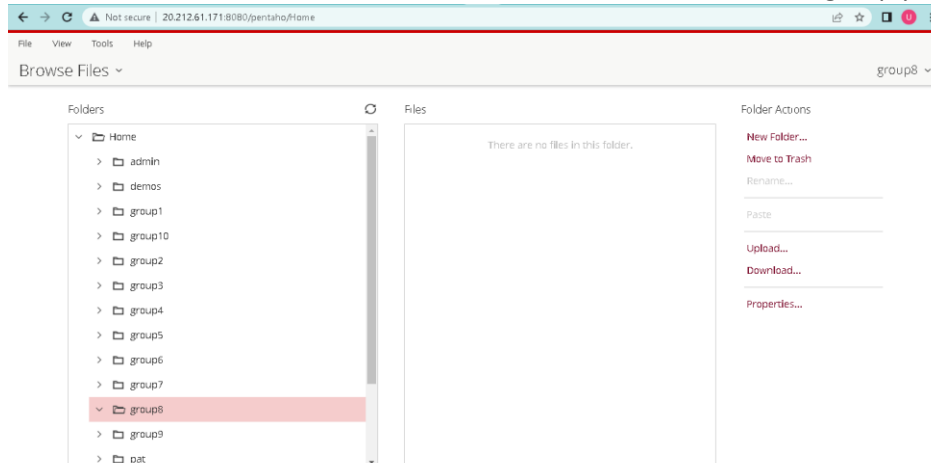 Not secure | 20.212.61.171:8080/pentaho/Home
U
File View Tools Help
Browse Files
group8
Folders
Home
admin
demos
group1
group10
group2
group3
group4
group5
group6
group7
group8
group9
pat
Files
There are no files in this folder.
Folder Actions
New Folder...
Move to Trash
Rename...
Paste
Upload...
Download...
Properties...